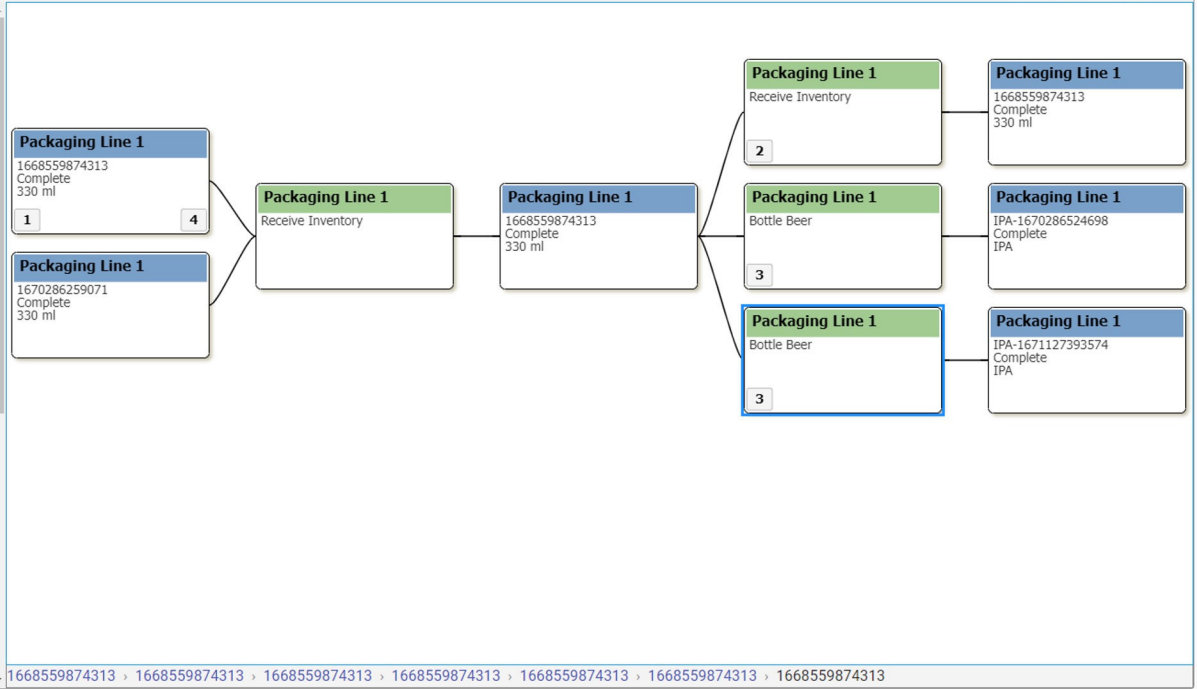 Packaging Line 1
1668559874313
Complete
330 ml
1 4
Packaging Line 1
1670286259071
Complete
330 ml
Packaging Line 1
Receive Inventory
Packaging Line 1
1668559874313
Complete
330 ml
Packaging Line 1
Receive Inventory
2
Packaging Line 1
Bottle Beer
3
Packaging Line 1
Bottle Beer
3
Packaging Line 1
1668559874313
Complete
330 ml
Packaging Line 1
IPA-1670286524698
Complete
IPA
Packaging Line 1
IPA-1671127393574
Complete
IPA
1668559874313 › 1668559874313 › 1668559874313 › 1668559874313 › 1668559874313 › 1668559874313 › 1668559874313